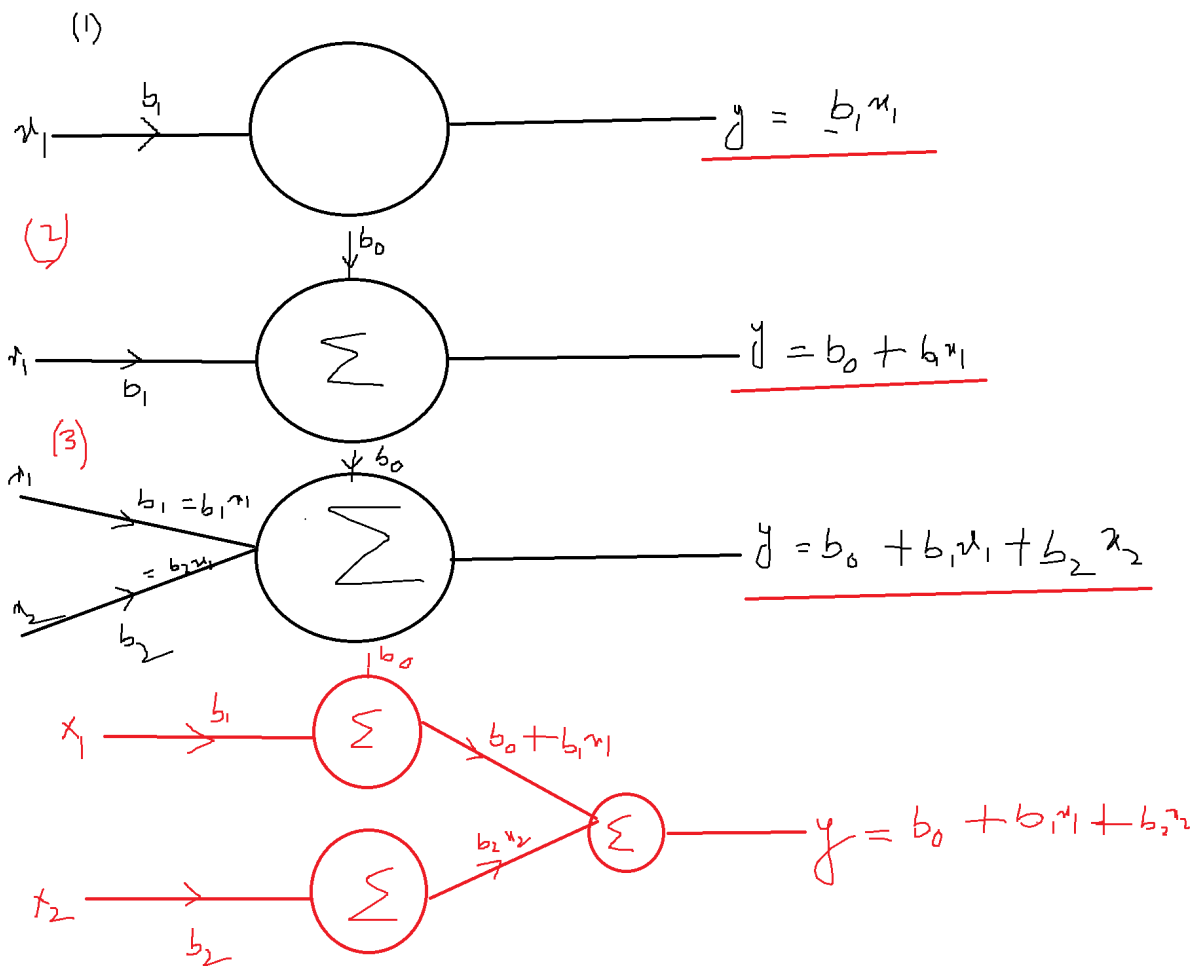 (1)
b₁
x₁
y = b₁x₁
(2)
b₀
Σ
x₁
b₁
y = b₀ + b₁x₁
(3)
b₀
x₁
b₁ = b₁x₁
Σ
= b₂x₁
x₂
b₂
y = b₀ + b₁x₁ + b₂x₂
b₀
x₁
b₁
Σ
b₀ + b₁x₁
b₂x₂
Σ
y = b₀ + b₁x₁ + b₂x₂
x₂
b₂
Σ